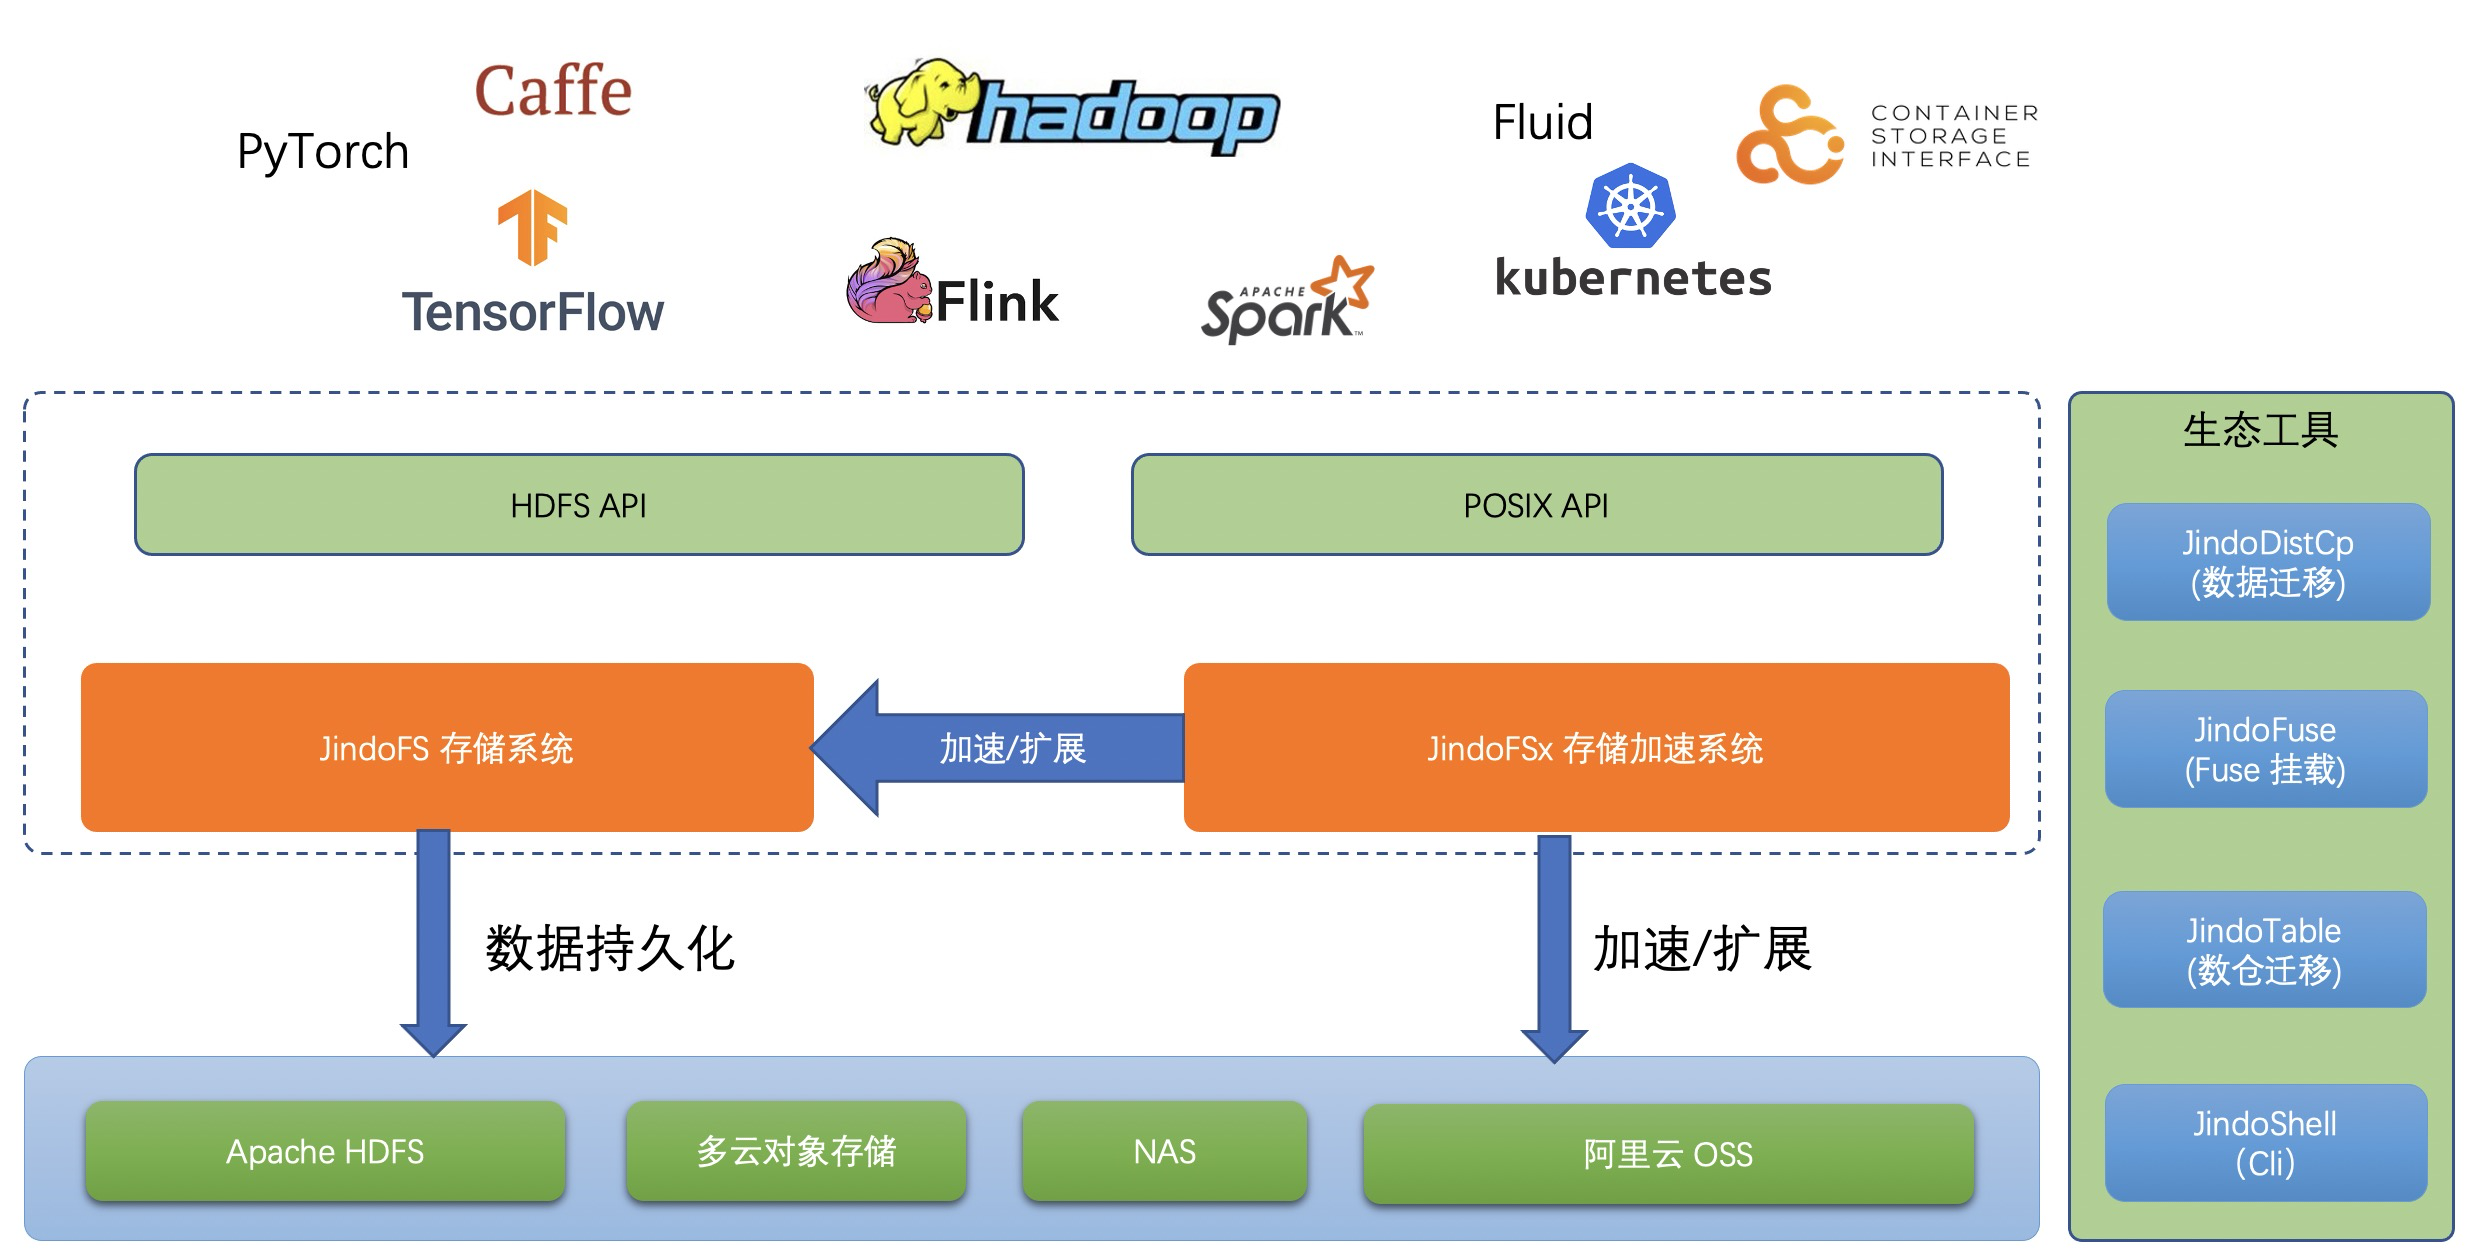 Caffe
PyTorch
TensorFlow
hadoop
Flink
APACHE
Spark™
Fluid
kubernetes
CONTAINER
STORAGE
INTERFACE
HDFS API
POSIX API
JindoFS 存储系统
加速/扩展
JindoFSx 存储加速系统
数据持久化
加速/扩展
Apache HDFS
多云对象存储
NAS
阿里云 OSS
生态工具
JindoDistCp
(数据迁移)
JindoFuse
(Fuse 挂载)
JindoTable
(数仓迁移)
JindoShell
（Cli）